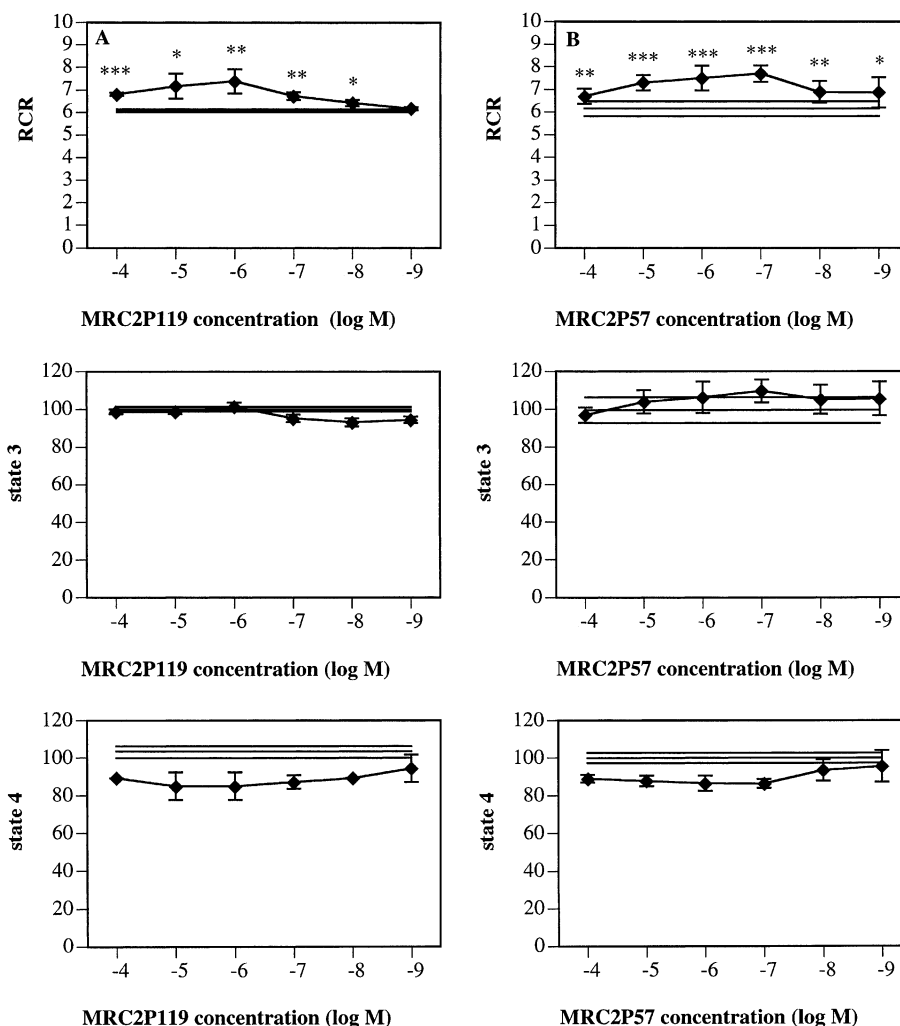 A
RCR
10
9
8
7
6
5
4
3
2
1
0
*** * ** ** *
-4 -5 -6 -7 -8 -9
MRC2P119 concentration (log M)
B
RCR
10
9
8
7
6
5
4
3
2
1
0
** *** *** *** ** *
-4 -5 -6 -7 -8 -9
MRC2P57 concentration (log M)
state 3
120
100
80
60
40
20
0
-4 -5 -6 -7 -8 -9
MRC2P119 concentration (log M)
state 3
120
100
80
60
40
20
0
-4 -5 -6 -7 -8 -9
MRC2P57 concentration (log M)
state 4
120
100
80
60
40
20
0
-4 -5 -6 -7 -8 -9
MRC2P119 concentration (log M)
state 4
120
100
80
60
40
20
0
-4 -5 -6 -7 -8 -9
MRC2P57 concentration (log M)